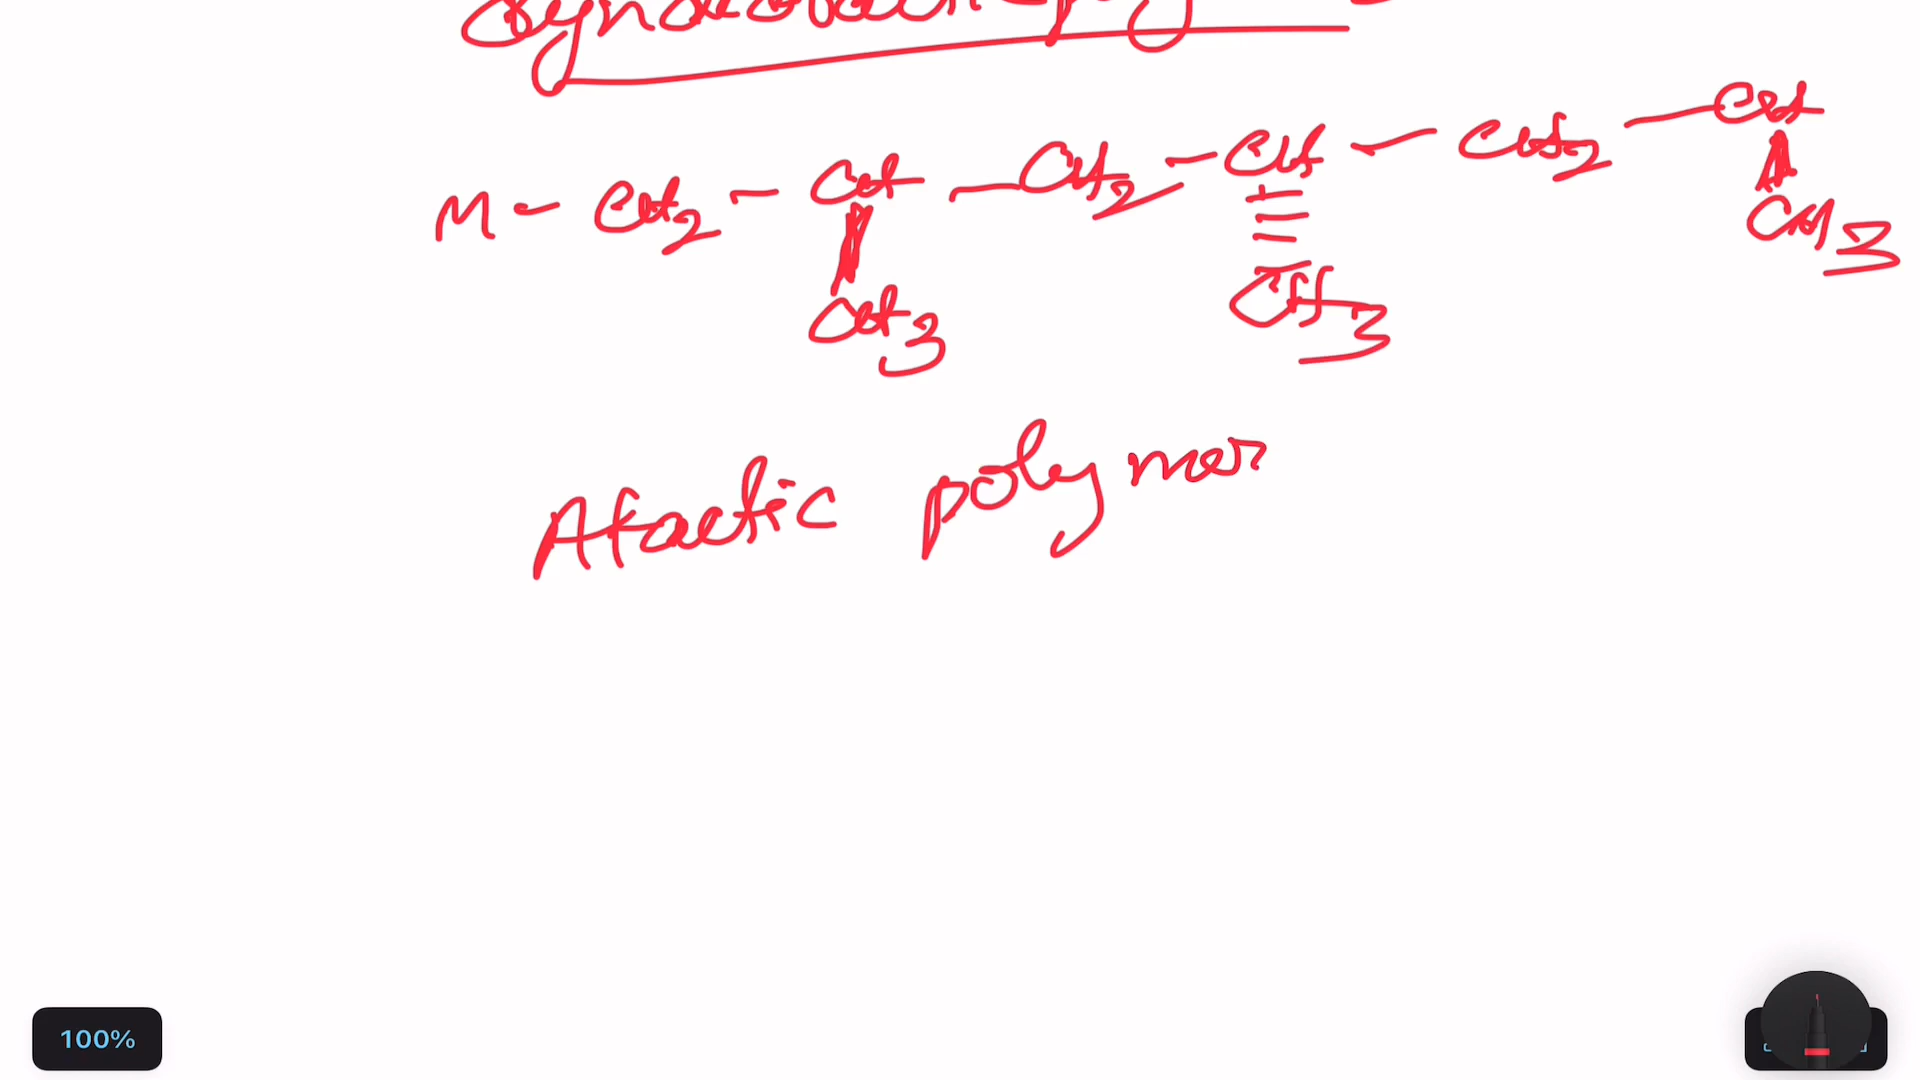 M - CH2 - CH - CH2 - CH - CH2 - CH
CH3 CH3 CH3
Atactic polymer
100%